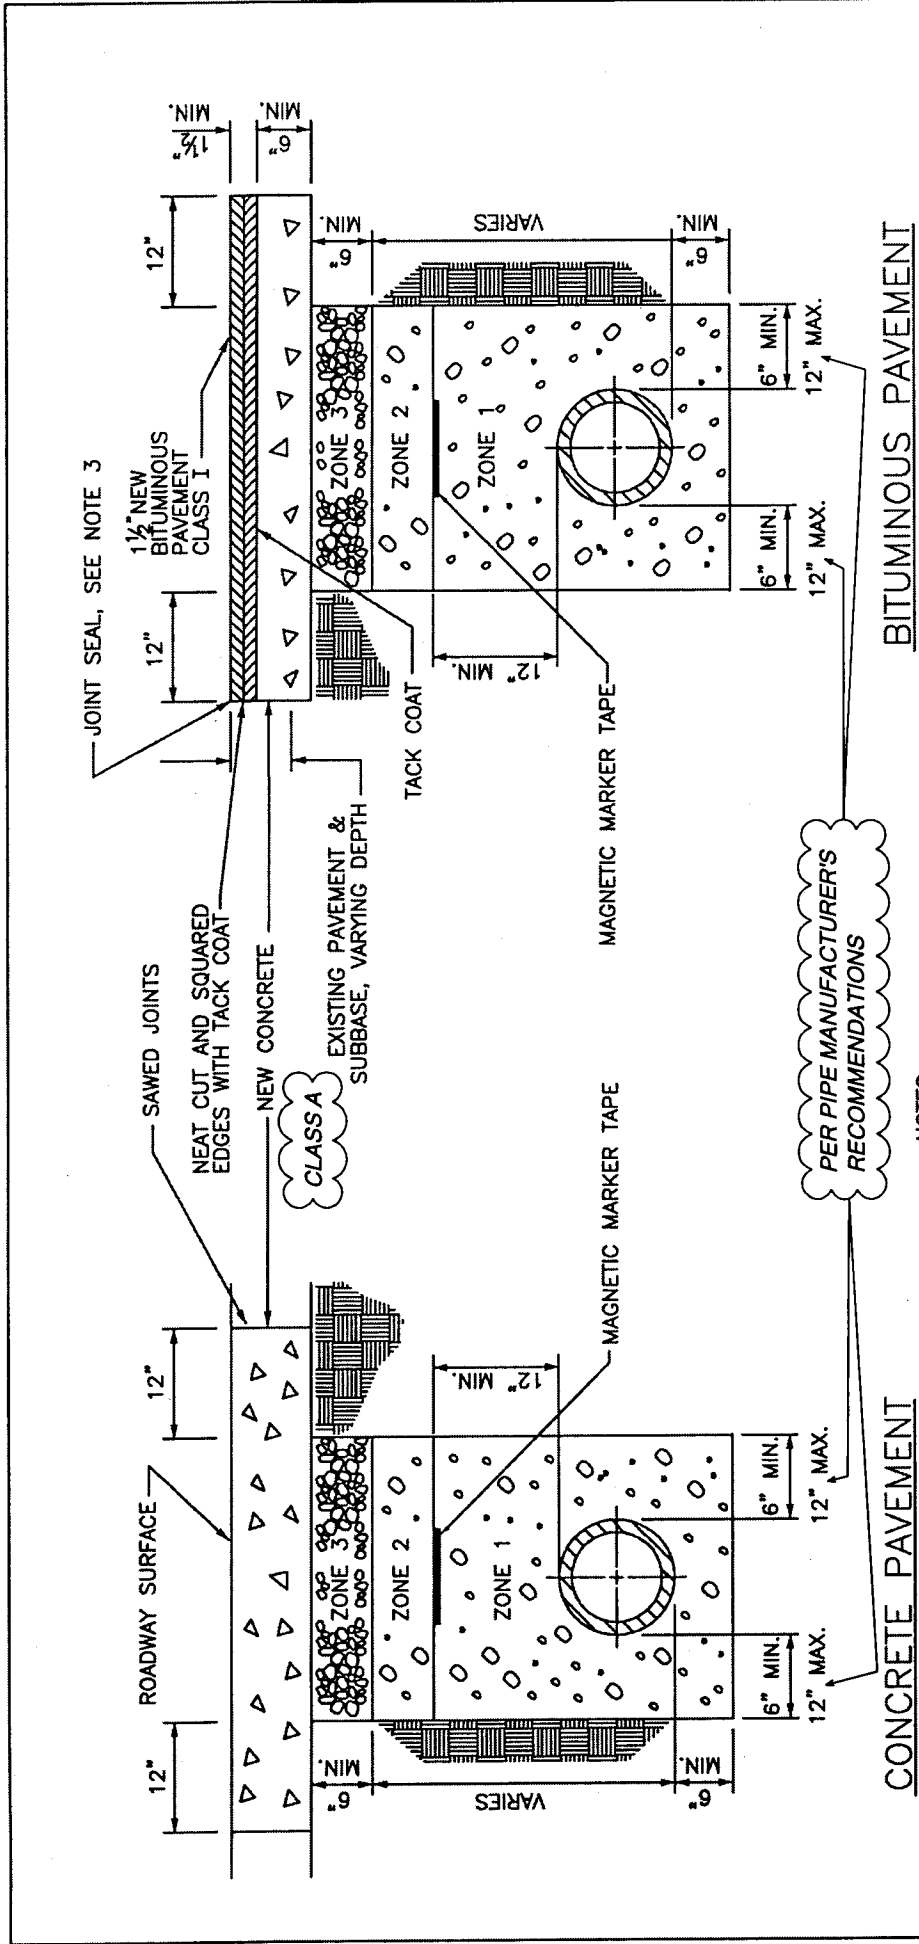 ROADWAY SURFACE
SAWED JOINTS
NEAT CUT AND SQUARED
EDGES WITH TACK COAT
NEW CONCRETE
CLASS A
EXISTING PAVEMENT &
SUBBASE, VARYING DEPTH
12"
12"
6"
MIN.
VARIES
6"
MIN.
ZONE 3
ZONE 2
ZONE 1
12" MIN.
6" MIN.
12" MAX.
6" MIN.
12" MAX.
MAGNETIC MARKER TAPE
CONCRETE PAVEMENT
PER PIPE MANUFACTURER'S
RECOMMENDATIONS
JOINT SEAL, SEE NOTE 3
1½" NEW
BITUMINOUS
PAVEMENT
CLASS I
12"
12"
1½"
MIN.
6"
MIN.
6"
MIN.
VARIES
6"
MIN.
TACK COAT
ZONE 3
ZONE 2
ZONE 1
12" MIN.
6" MIN.
12" MAX.
6" MIN.
12" MAX.
MAGNETIC MARKER TAPE
BITUMINOUS PAVEMENT